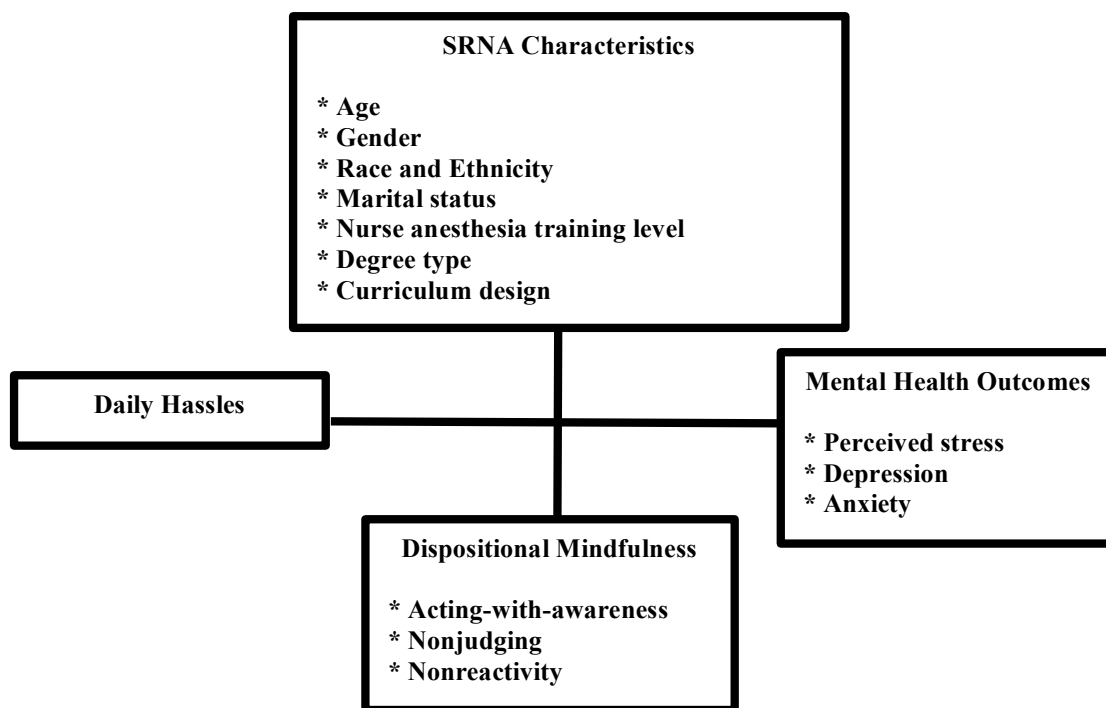 SRNA Characteristics
* Age
* Gender
* Race and Ethnicity
* Marital status
* Nurse anesthesia training level
* Degree type
* Curriculum design
Daily Hassles
Mental Health Outcomes
* Perceived stress
* Depression
* Anxiety
Dispositional Mindfulness
* Acting-with-awareness
* Nonjudging
* Nonreactivity